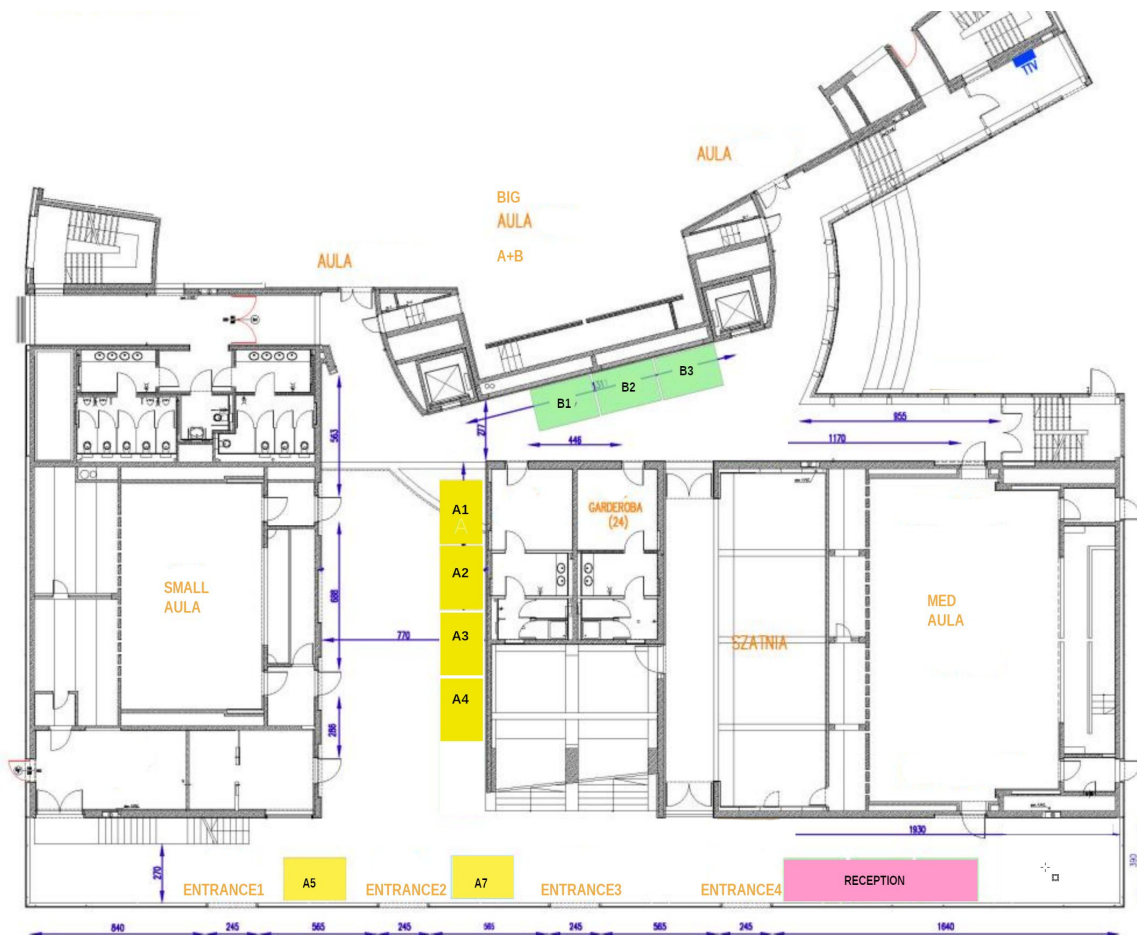 TTV
AULA
BIG
AULA
A+B
AULA
B3
B2
B1
277
446
855
1170
563
A1
A
A2
GARDEROBA
(24)
SMALL
AULA
688
770
A3
SZATNIA
MED
AULA
A4
286
1930
390
270
ENTRANCE1
A5
ENTRANCE2
A7
ENTRANCE3
ENTRANCE4
RECEPTION
840
245
565
245
565
245
565
245
1640